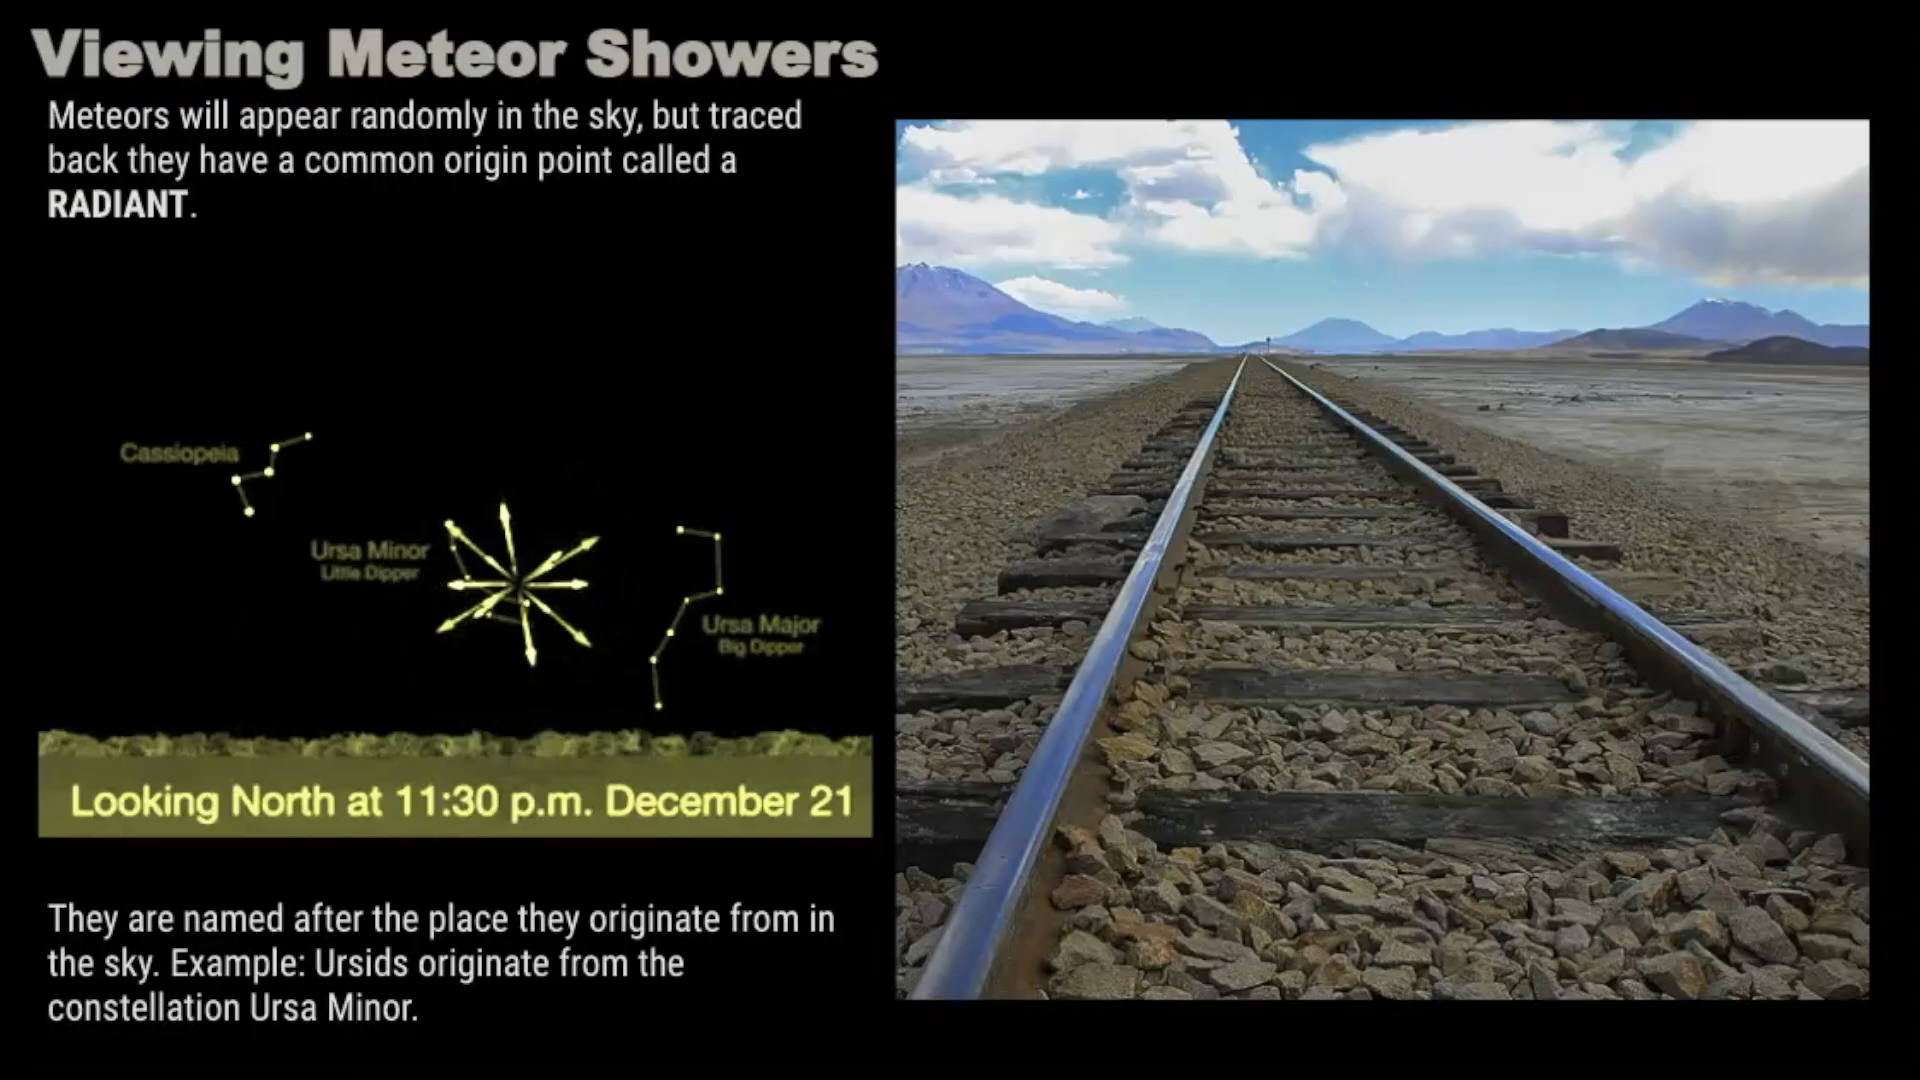 Viewing Meteor Showers
Meteors will appear randomly in the sky, but traced
back they have a common origin point called a
RADIANT.
Cassiopeia
Ursa Minor
Little Dipper
Ursa Major
Big Dipper
Looking North at 11:30 p.m. December 21
They are named after the place they originate from in
the sky. Example: Ursids originate from the
constellation Ursa Minor.